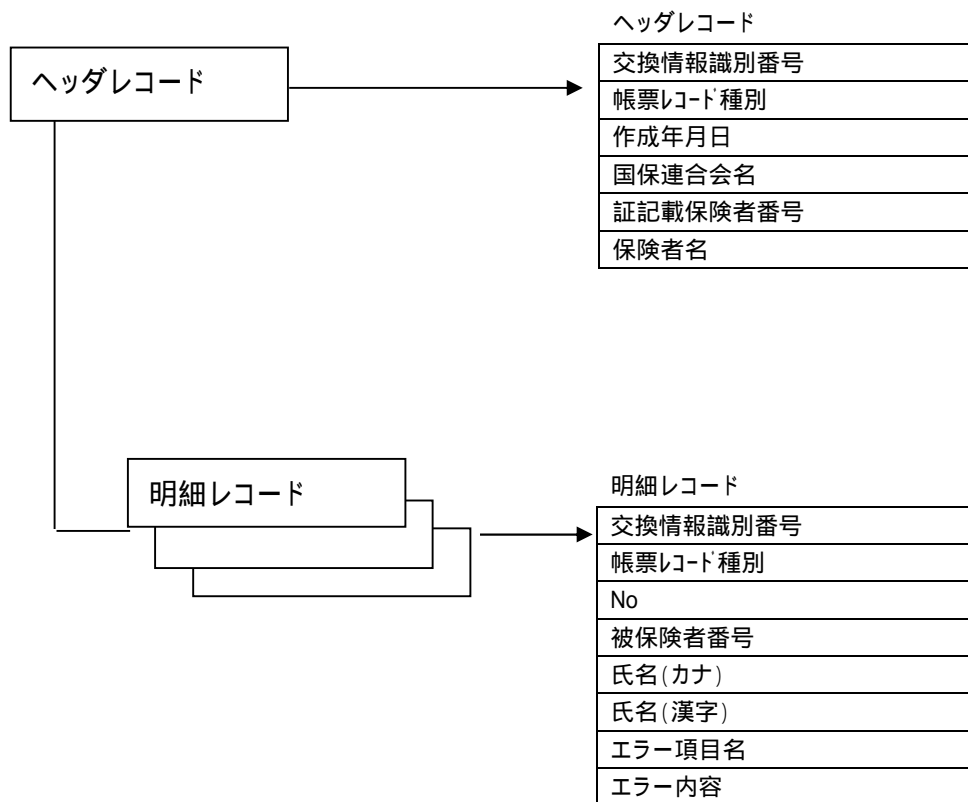 ヘッダレコード
ヘッダレコード
交換情報識別番号
帳票ﾚｺｰﾄﾞ種別
作成年月日
国保連合会名
証記載保険者番号
保険者名
明細レコード
明細レコード
交換情報識別番号
帳票ﾚｺｰﾄﾞ種別
No
被保険者番号
氏名(カナ)
氏名(漢字)
エラー項目名
エラー内容